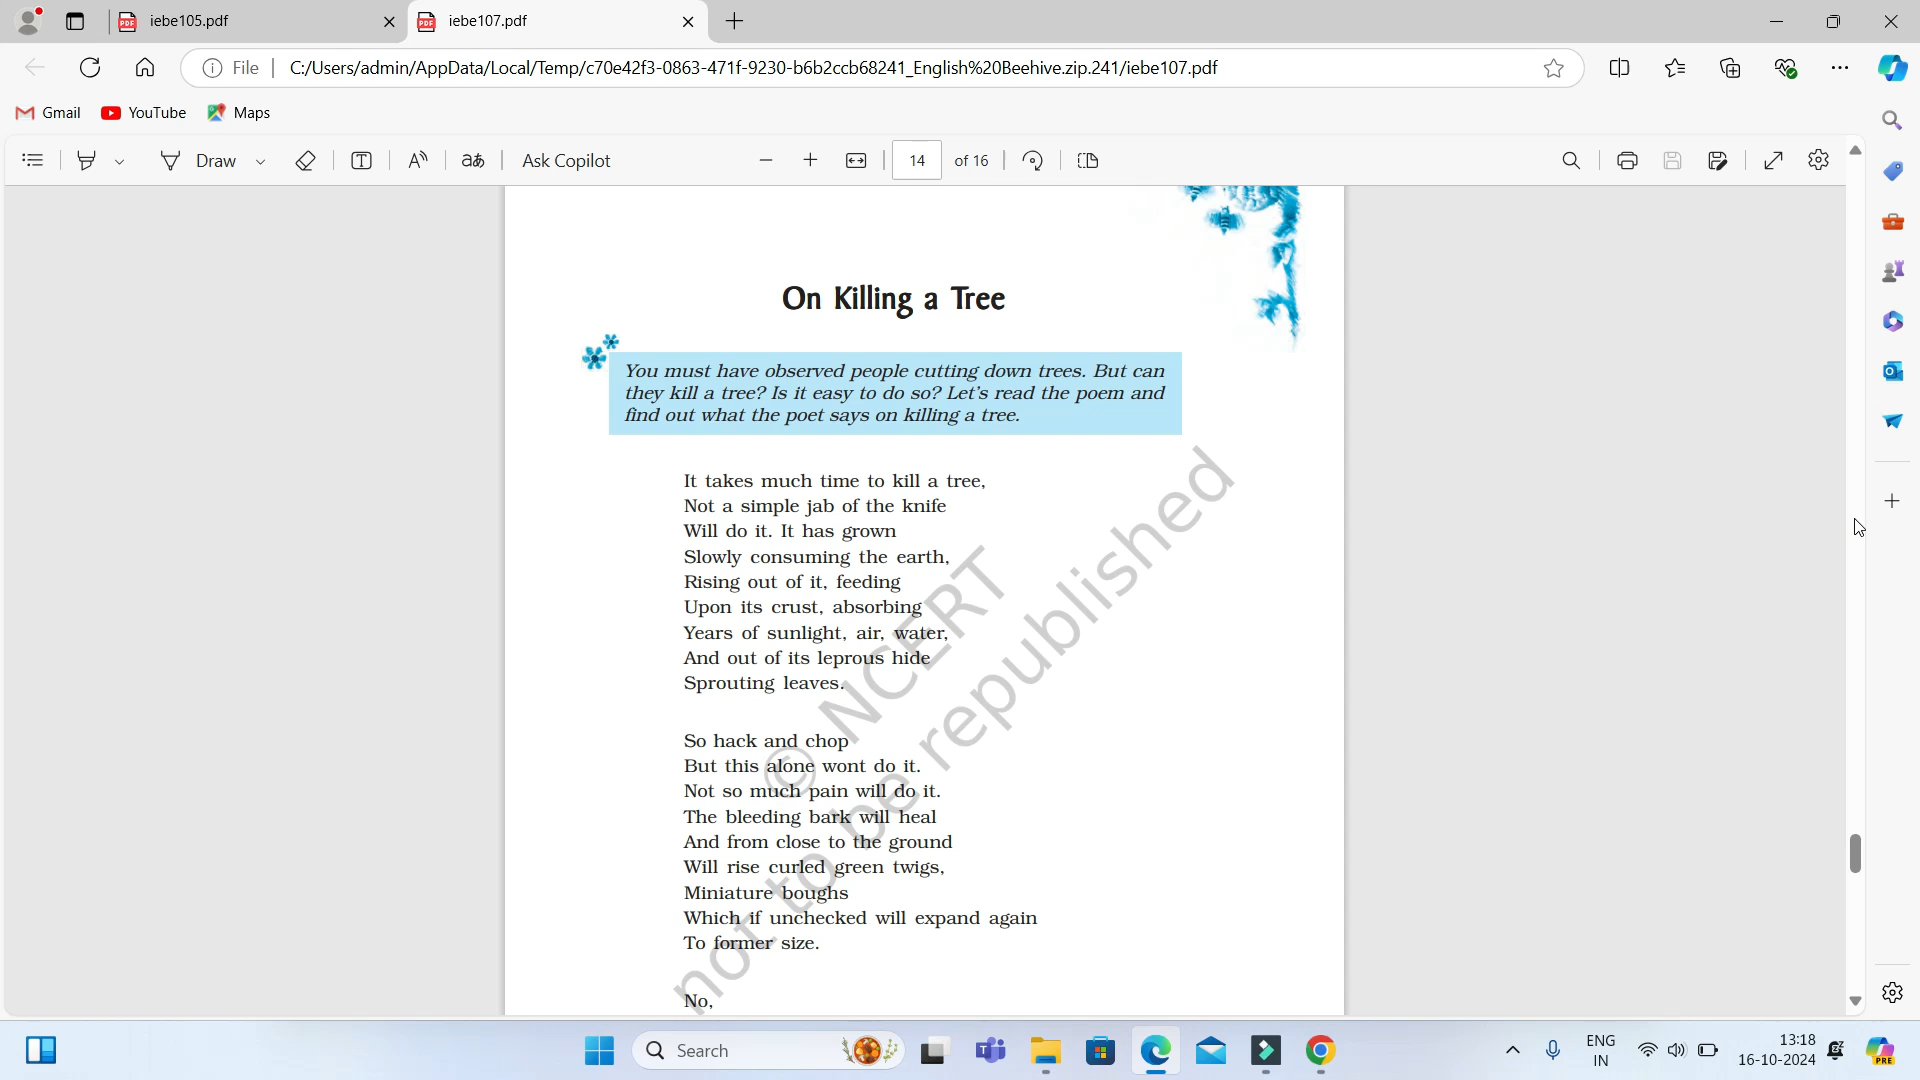 iebe105.pdf
iebe107.pdf
File
C:/Users/admin/AppData/Local/Temp/c70e42f3-0863-471f-9230-b6b2ccb68241_English%20Beehive.zip.241/iebe107.pdf
Gmail
YouTube
Maps
Draw
Ask Copilot
14
of 16
On Killing a Tree
You must have observed people cutting down trees. But can
they kill a tree? Is it easy to do so? Let's read the poem and
find out what the poet says on killing a tree.
It takes much time to kill a tree,
Not a simple jab of the knife
Will do it. It has grown
Slowly consuming the earth,
Rising out of it, feeding
Upon its crust, absorbing
Years of sunlight, air, water,
And out of its leprous hide
Sprouting leaves.
So hack and chop
But this alone wont do it.
Not so much pain will do it.
The bleeding bark will heal
And from close to the ground
Will rise curled green twigs,
Miniature boughs
Which if unchecked will expand again
To former size.
No,
© NCERT
not to be republished
Search
ENG
IN
13:18
16-10-2024
PRE